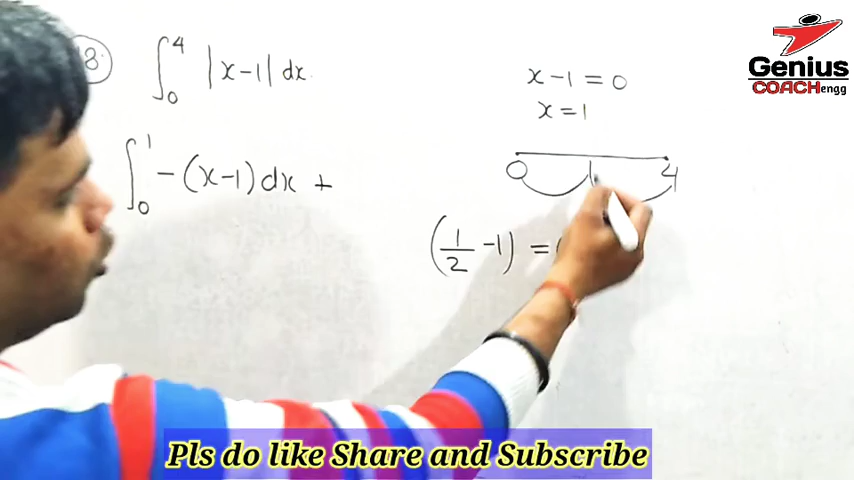 18
∫₀⁴ |x-1| dx.
∫₀¹ -(x-1) dx +
x-1=0
x=1
0 1 4
(1/2 -1) =
Genius
COACHengg
Pls do like Share and Subscribe